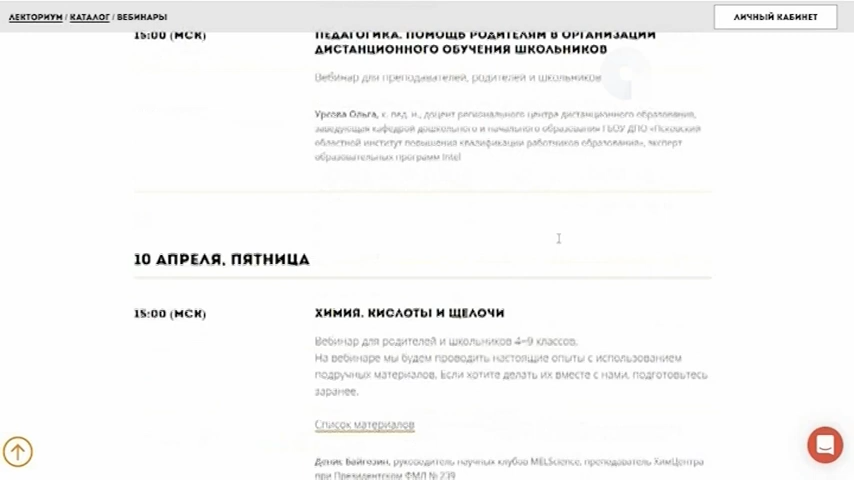 ЛЕКТОРИУМ / КАТАЛОГ / ВЕБИНАРЫ
ЛИЧНЫЙ КАБИНЕТ
15:00 (МСК)
ПЕДАГОГИКА. ПОМОЩЬ РОДИТЕЛЯМ В ОРГАНИЗАЦИИ
ДИСТАНЦИОННОГО ОБУЧЕНИЯ ШКОЛЬНИКОВ
Вебинар для преподавателей, родителей и школьников
Урсова Ольга, к. пед. н., доцент регионального центра дистанционного образования,
заведующая кафедрой дошкольного и начального образования ГБОУ ДПО «Псковский
областной институт повышения квалификации работников образования», эксперт
образовательных программ Intel
10 АПРЕЛЯ, ПЯТНИЦА
15:00 (МСК)
ХИМИЯ. КИСЛОТЫ И ЩЕЛОЧИ
Вебинар для родителей и школьников 4–9 классов.
На вебинаре мы будем проводить настоящие опыты с использованием
подручных материалов. Если хотите делать их вместе с нами, подготовьтесь
заранее.
Список материалов
Денис Байгозин, руководитель научных клубов MELScience, преподаватель ХимЦентра
при Президентском ФМЛ № 239